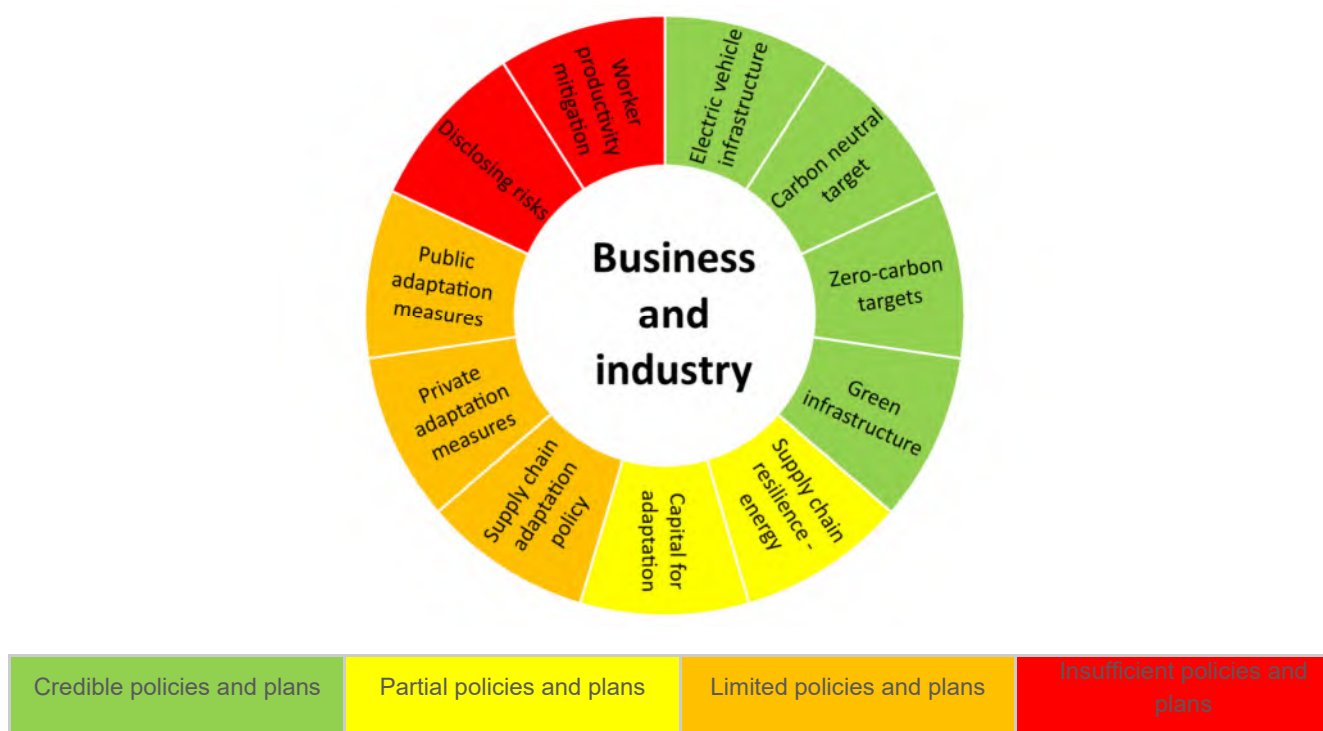 Business
and
industry
Electric vehicle
infrastructure
Carbon neutral
target
Zero-carbon
targets
Green
infrastructure
Supply chain
resilience -
energy
Capital for
adaptation
Supply chain
adaptation
policy
Private
adaptation
measures
Public
adaptation
measures
Disclosing risks
Worker
productivity
mitigation
Credible policies and plans
Partial policies and plans
Limited policies and plans
Insufficient policies and
plans